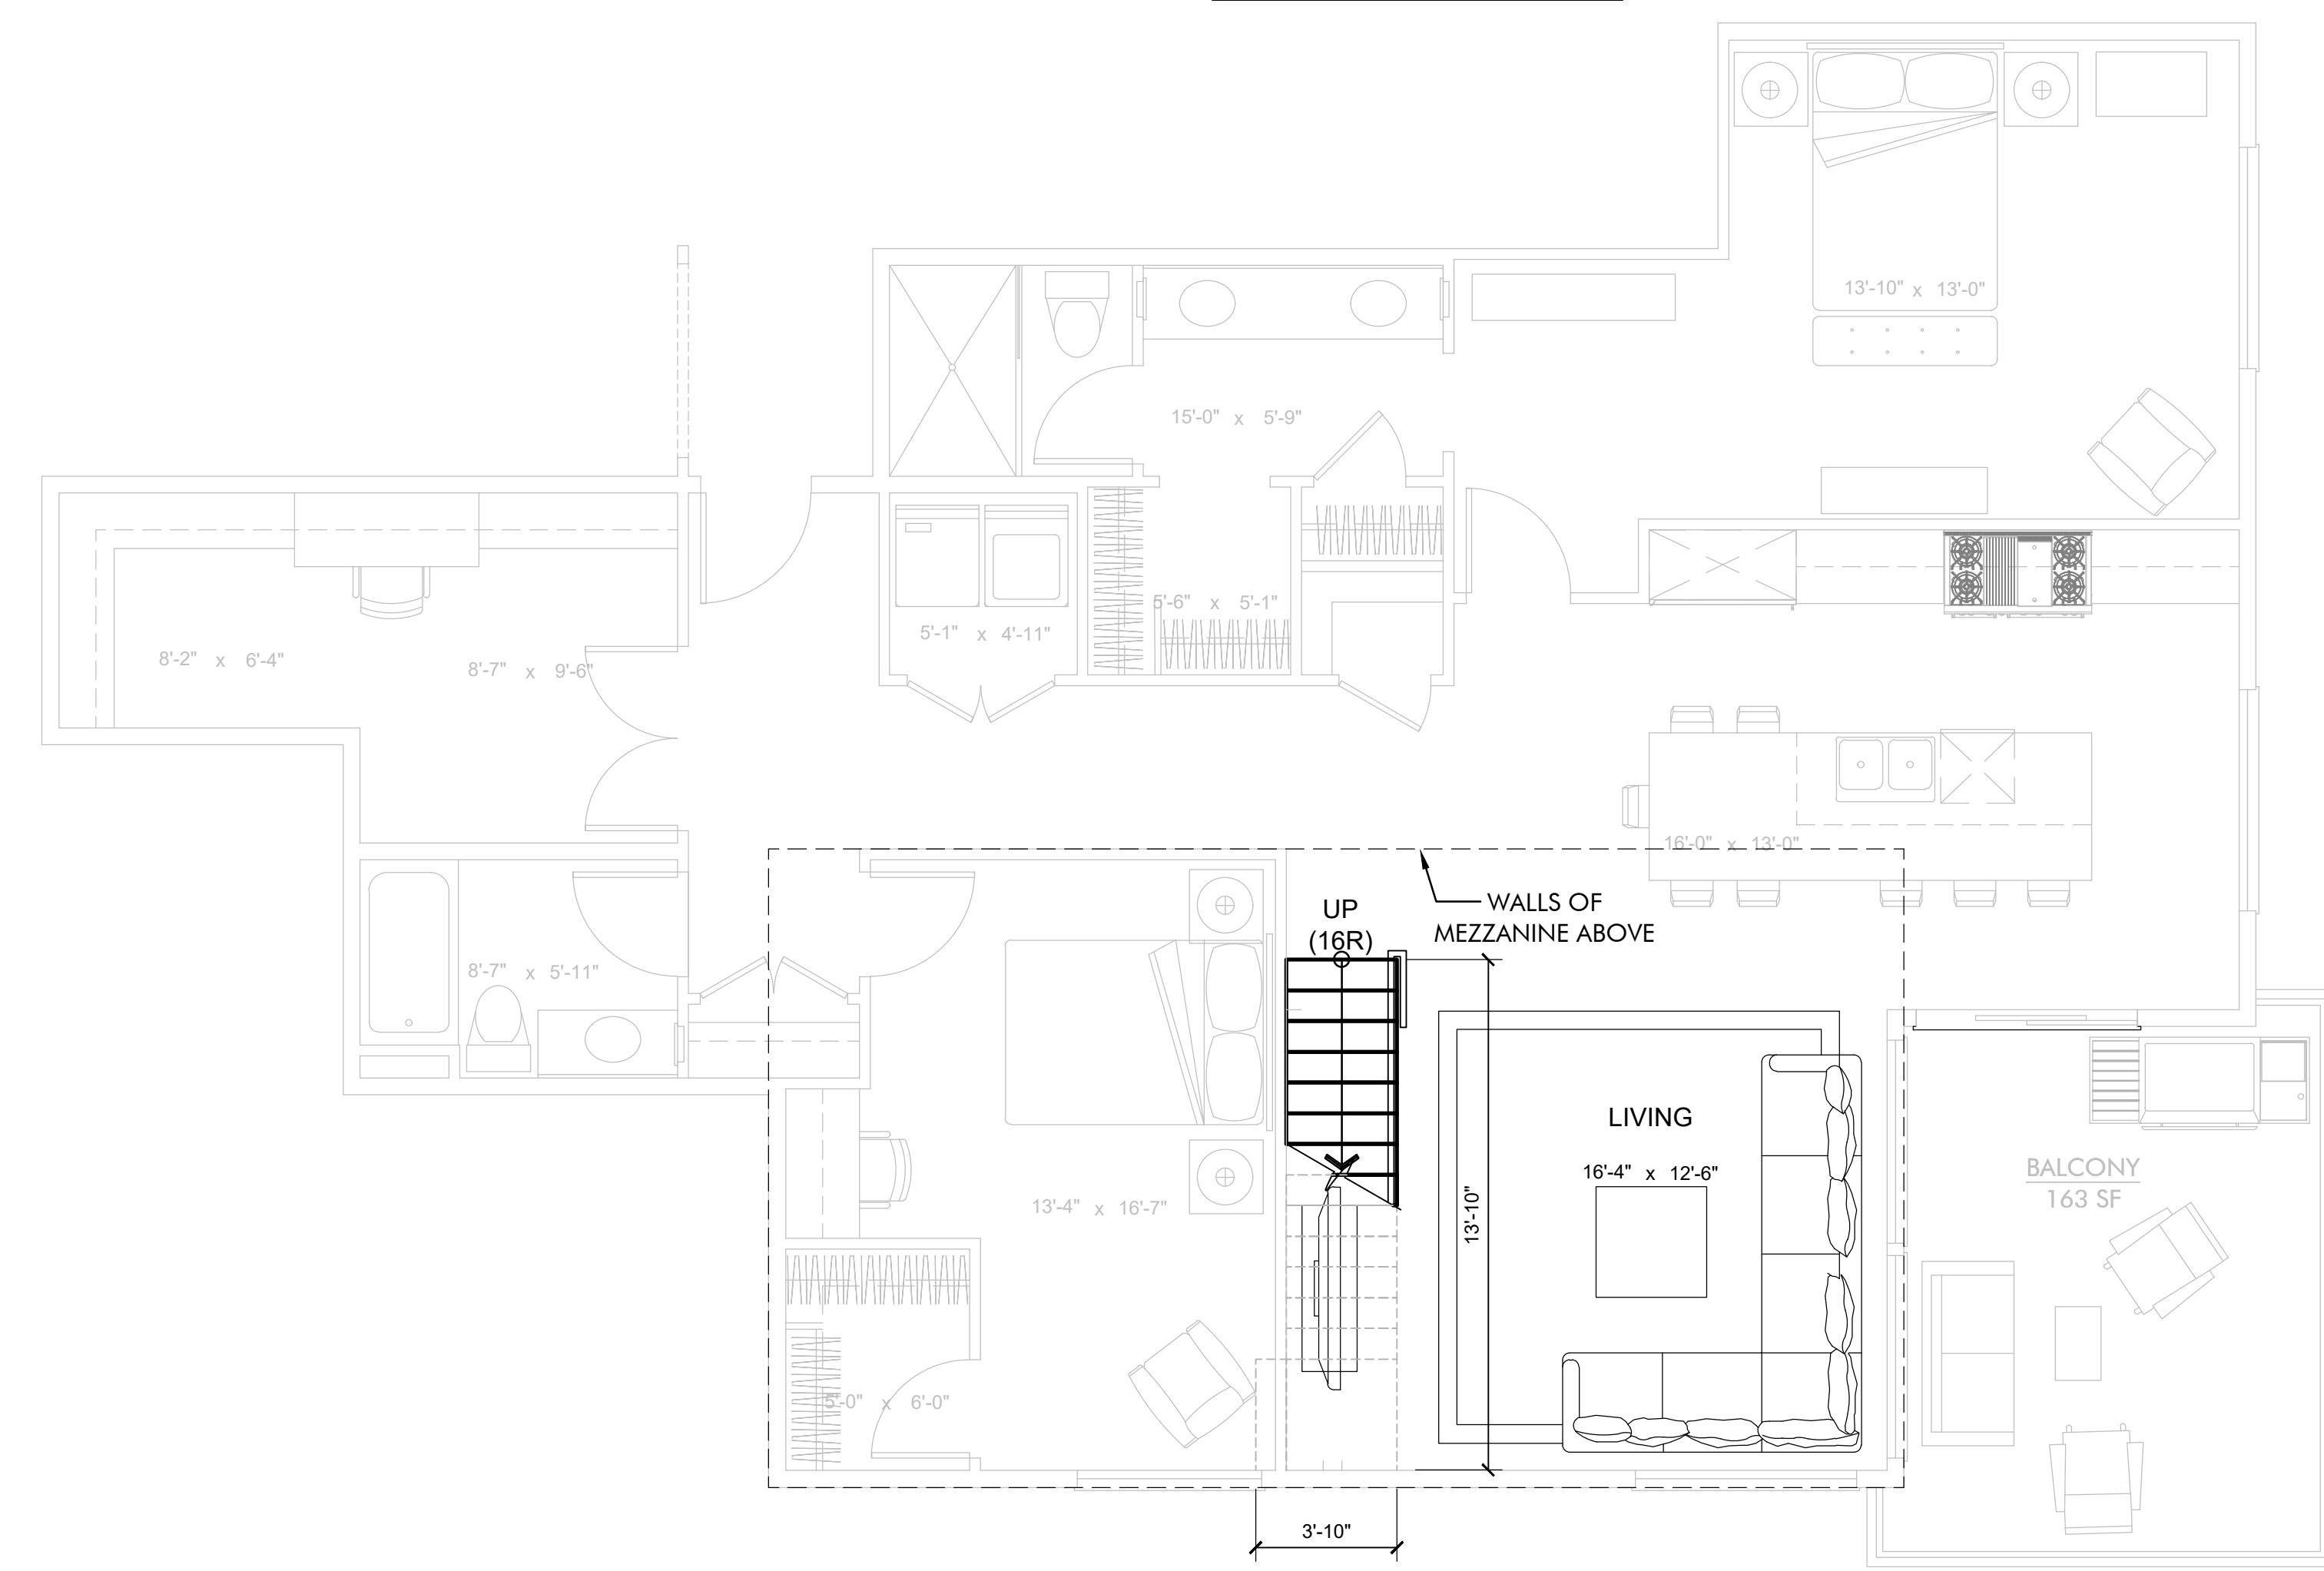 13'-10" x 13'-0"
15'-0" x 5'-9"
5'-6" x 5'-1"
5'-1" x 4'-11"
8'-2" x 6'-4"
8'-7" x 9'-6"
16'-0" x 13'-0"
UP
(16R)
WALLS OF
MEZZANINE ABOVE
8'-7" x 5'-11"
LIVING
16'-4" x 12'-6"
13'-10"
BALCONY
163 SF
13'-4" x 16'-7"
5'-0" x 6'-0"
3'-10"